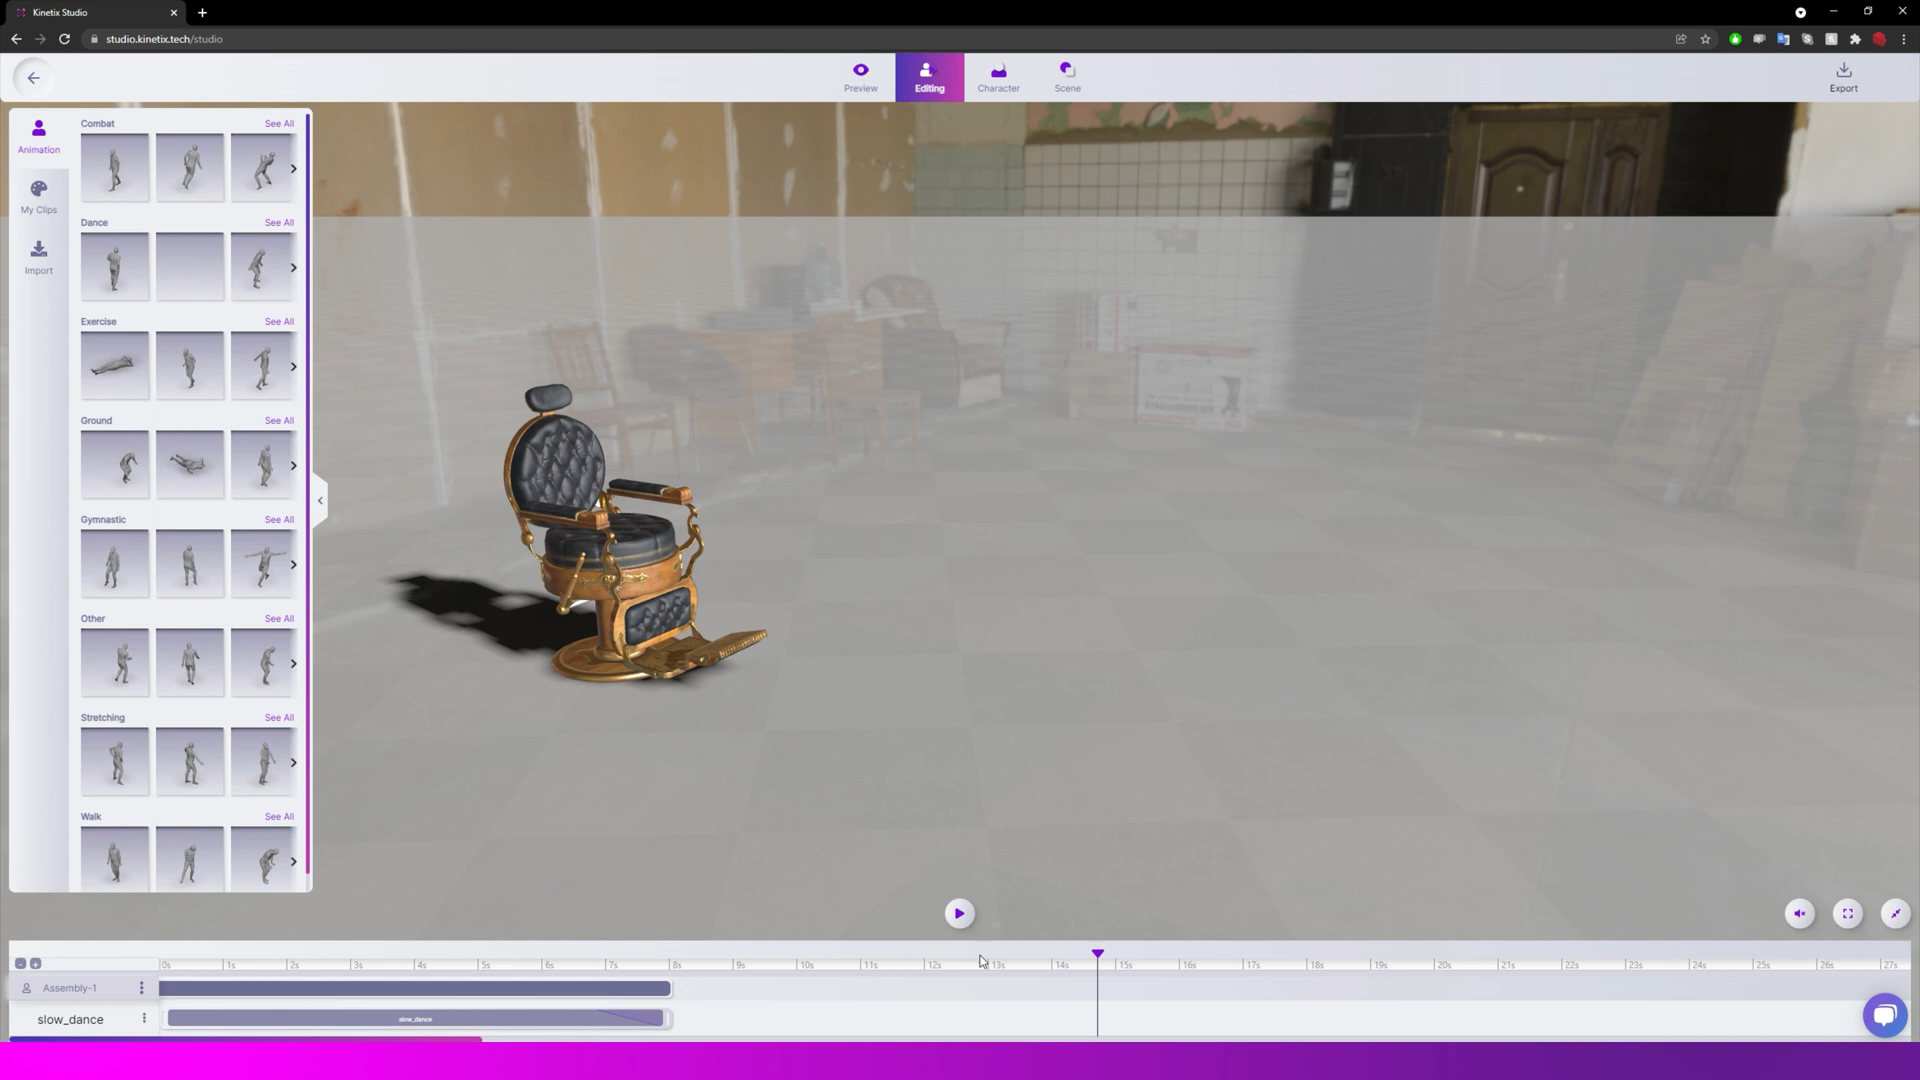 Kinetix Studio
studio.kinetix.tech/studio
Preview
Editing
Character
Scene
Export
Animation
My Clips
Import
Combat See All
Dance See All
Exercise See All
Ground See All
Gymnastic See All
Other See All
Stretching See All
Walk See All
0s 1s 2s 3s 4s 5s 6s 7s 8s 9s 10s 11s 12s 13s 14s 15s 16s 17s 18s 19s 20s 21s 22s 23s 24s 25s 26s 27s
Assembly-1
slow_dance
slow_dance